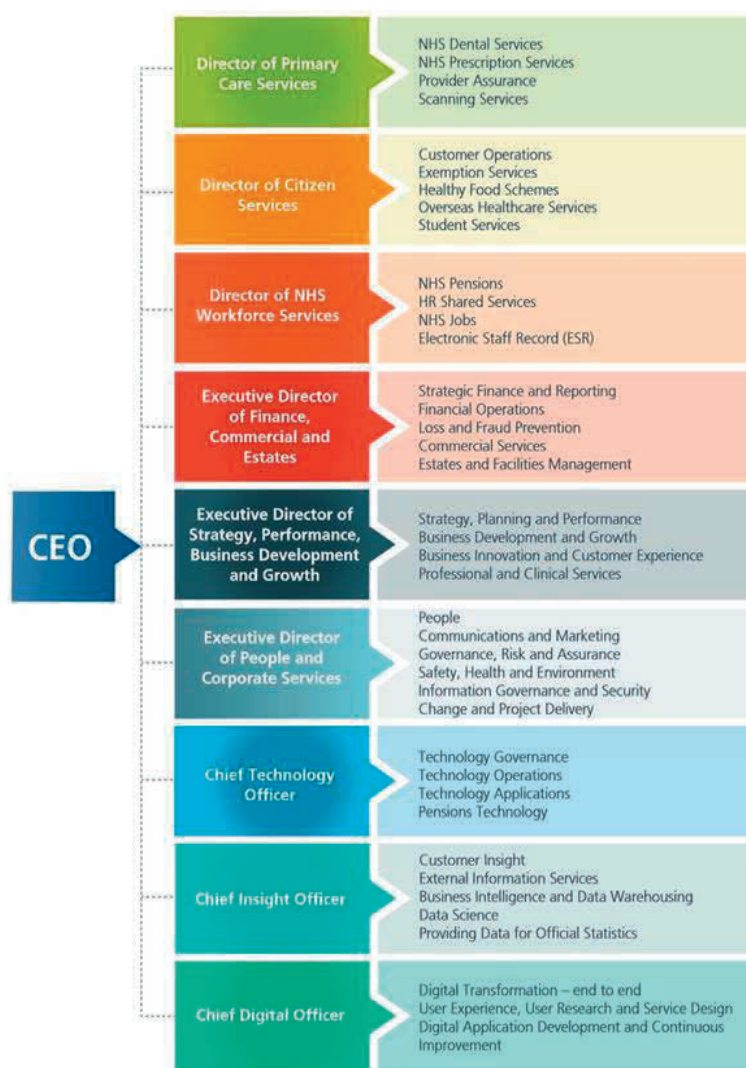 CEO
Director of Primary
Care Services
NHS Dental Services
NHS Prescription Services
Provider Assurance
Scanning Services
Director of Citizen
Services
Customer Operations
Exemption Services
Healthy Food Schemes
Overseas Healthcare Services
Student Services
Director of NHS
Workforce Services
NHS Pensions
HR Shared Services
NHS Jobs
Electronic Staff Record (ESR)
Executive Director
of Finance,
Commercial and
Estates
Strategic Finance and Reporting
Financial Operations
Loss and Fraud Prevention
Commercial Services
Estates and Facilities Management
Executive Director of
Strategy, Performance,
Business Development
and Growth
Strategy, Planning and Performance
Business Development and Growth
Business Innovation and Customer Experience
Professional and Clinical Services
Executive Director
of People and
Corporate Services
People
Communications and Marketing
Governance, Risk and Assurance
Safety, Health and Environment
Information Governance and Security
Change and Project Delivery
Chief Technology
Officer
Technology Governance
Technology Operations
Technology Applications
Pensions Technology
Chief Insight Officer
Customer Insight
External Information Services
Business Intelligence and Data Warehousing
Data Science
Providing Data for Official Statistics
Chief Digital Officer
Digital Transformation – end to end
User Experience, User Research and Service Design
Digital Application Development and Continuous
Improvement